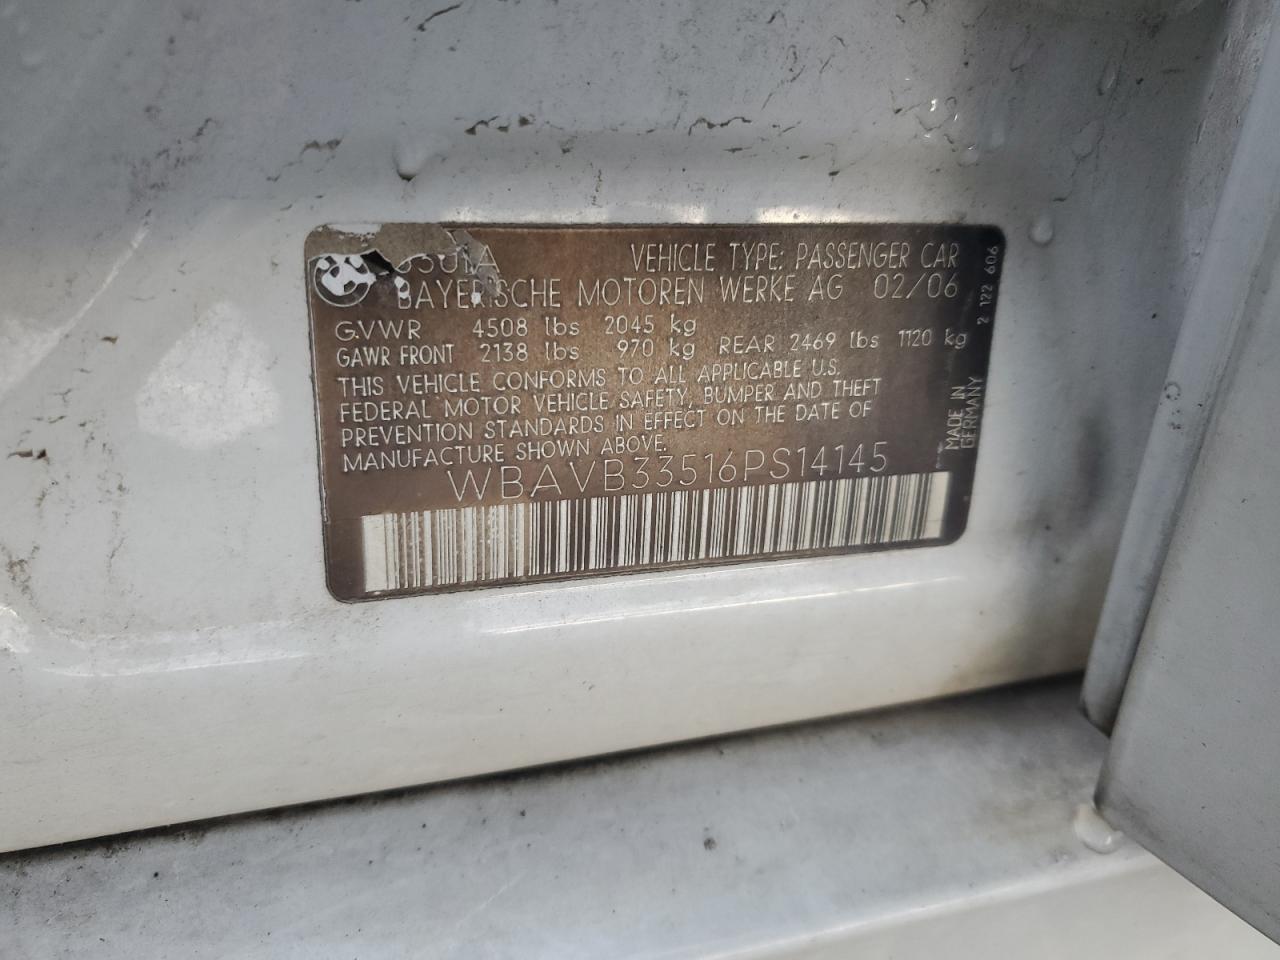 VEHICLE TYPE: PASSENGER CAR
BAYERISCHE MOTOREN WERKE AG 02/06
GVWR 4508 lbs 2045 kg
GAWR FRONT 2138 lbs 970 kg REAR 2469 lbs 1120 kg
THIS VEHICLE CONFORMS TO ALL APPLICABLE U.S.
FEDERAL MOTOR VEHICLE SAFETY, BUMPER AND THEFT
PREVENTION STANDARDS IN EFFECT ON THE DATE OF
MANUFACTURE SHOWN ABOVE.
WBAVB33516PS14145
2 122 606
MADE IN
GERMANY